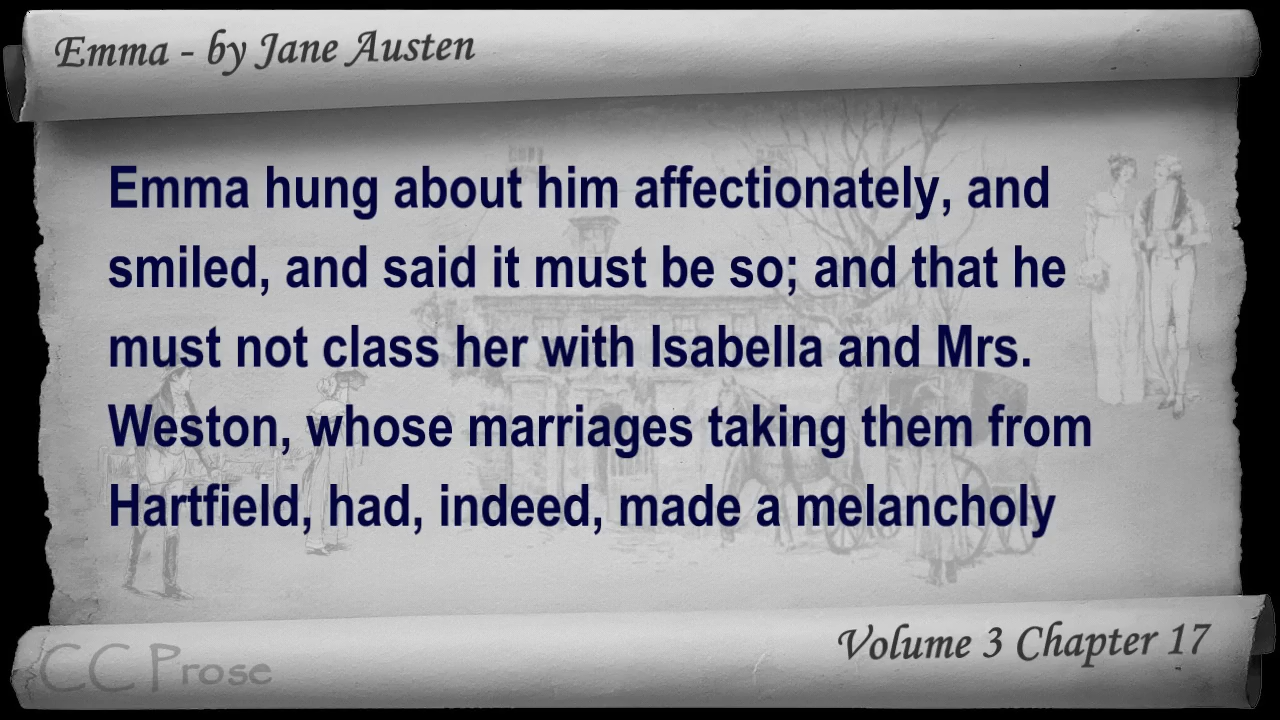 Emma - by Jane Austen
Emma hung about him affectionately, and
smiled, and said it must be so; and that he
must not class her with Isabella and Mrs.
Weston, whose marriages taking them from
Hartfield, had, indeed, made a melancholy
Volume 3 Chapter 17
CC Prose